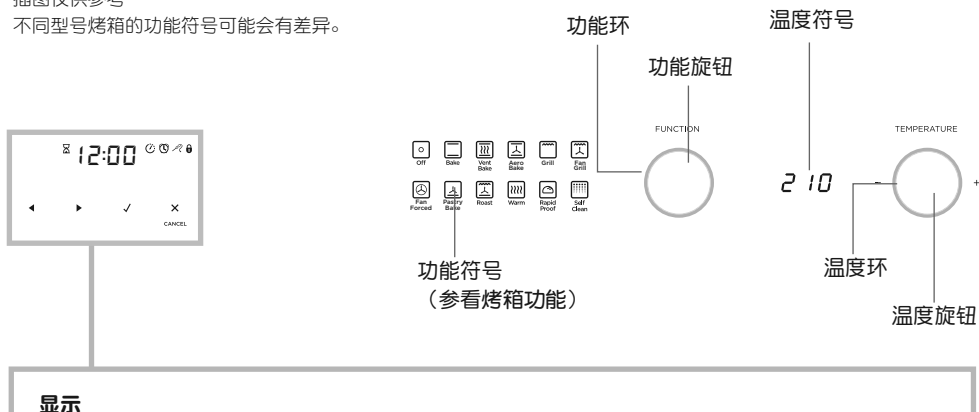 插图仅供参考
不同型号烤箱的功能符号可能会有差异。
功能环
温度符号
功能旋钮
FUNCTION
TEMPERATURE
12:00
CANCEL
Off
Bake
Vent Bake
Aero Bake
Grill
Fan Grill
Fan Forced
Pastry Bake
Roast
Warm
Rapid Proof
Self Clean
210
-
+
功能符号
（参看烤箱功能）
温度环
温度旋钮
显示